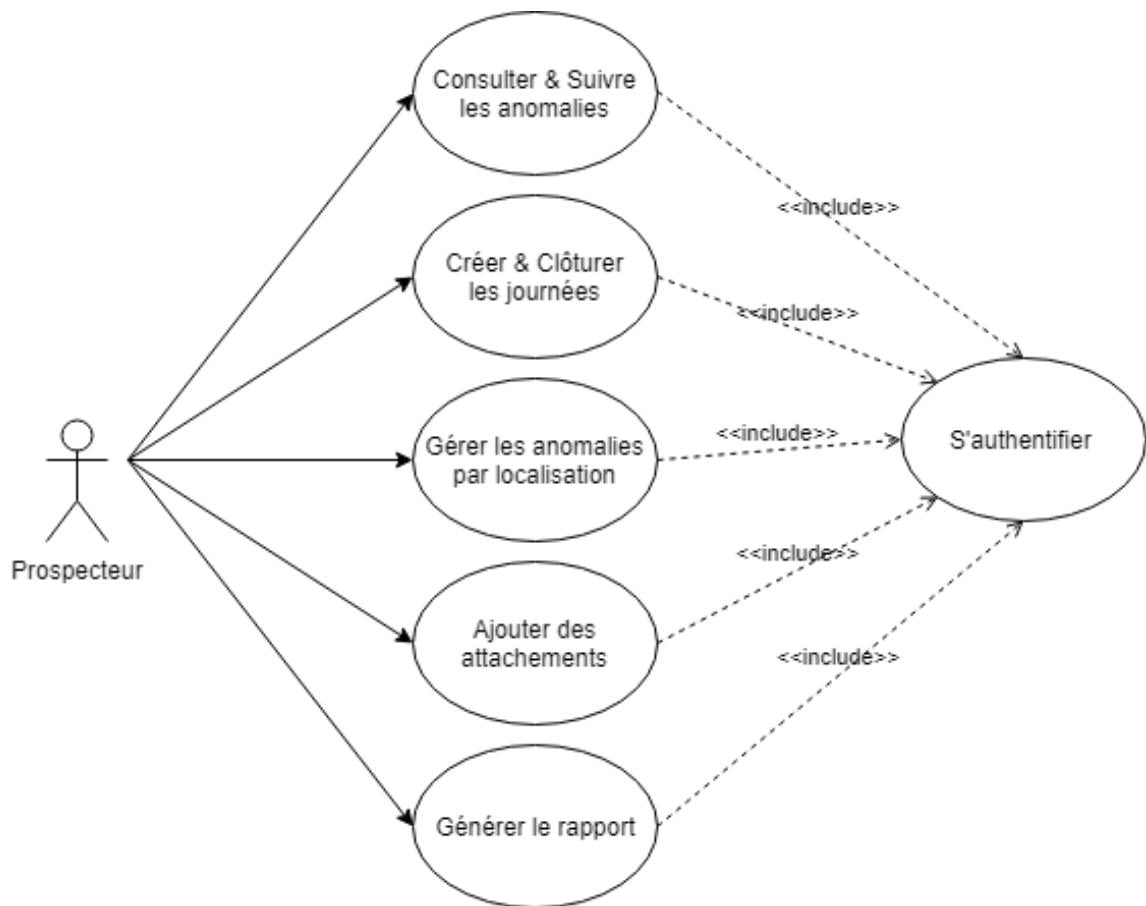 Consulter & Suivre
les anomalies
<<include>>
Créer & Clôturer
les journées
<<include>>
Gérer les anomalies
par localisation
<<include>>
S'authentifier
Prospecteur
<<include>>
Ajouter des
attachements
<<include>>
Générer le rapport